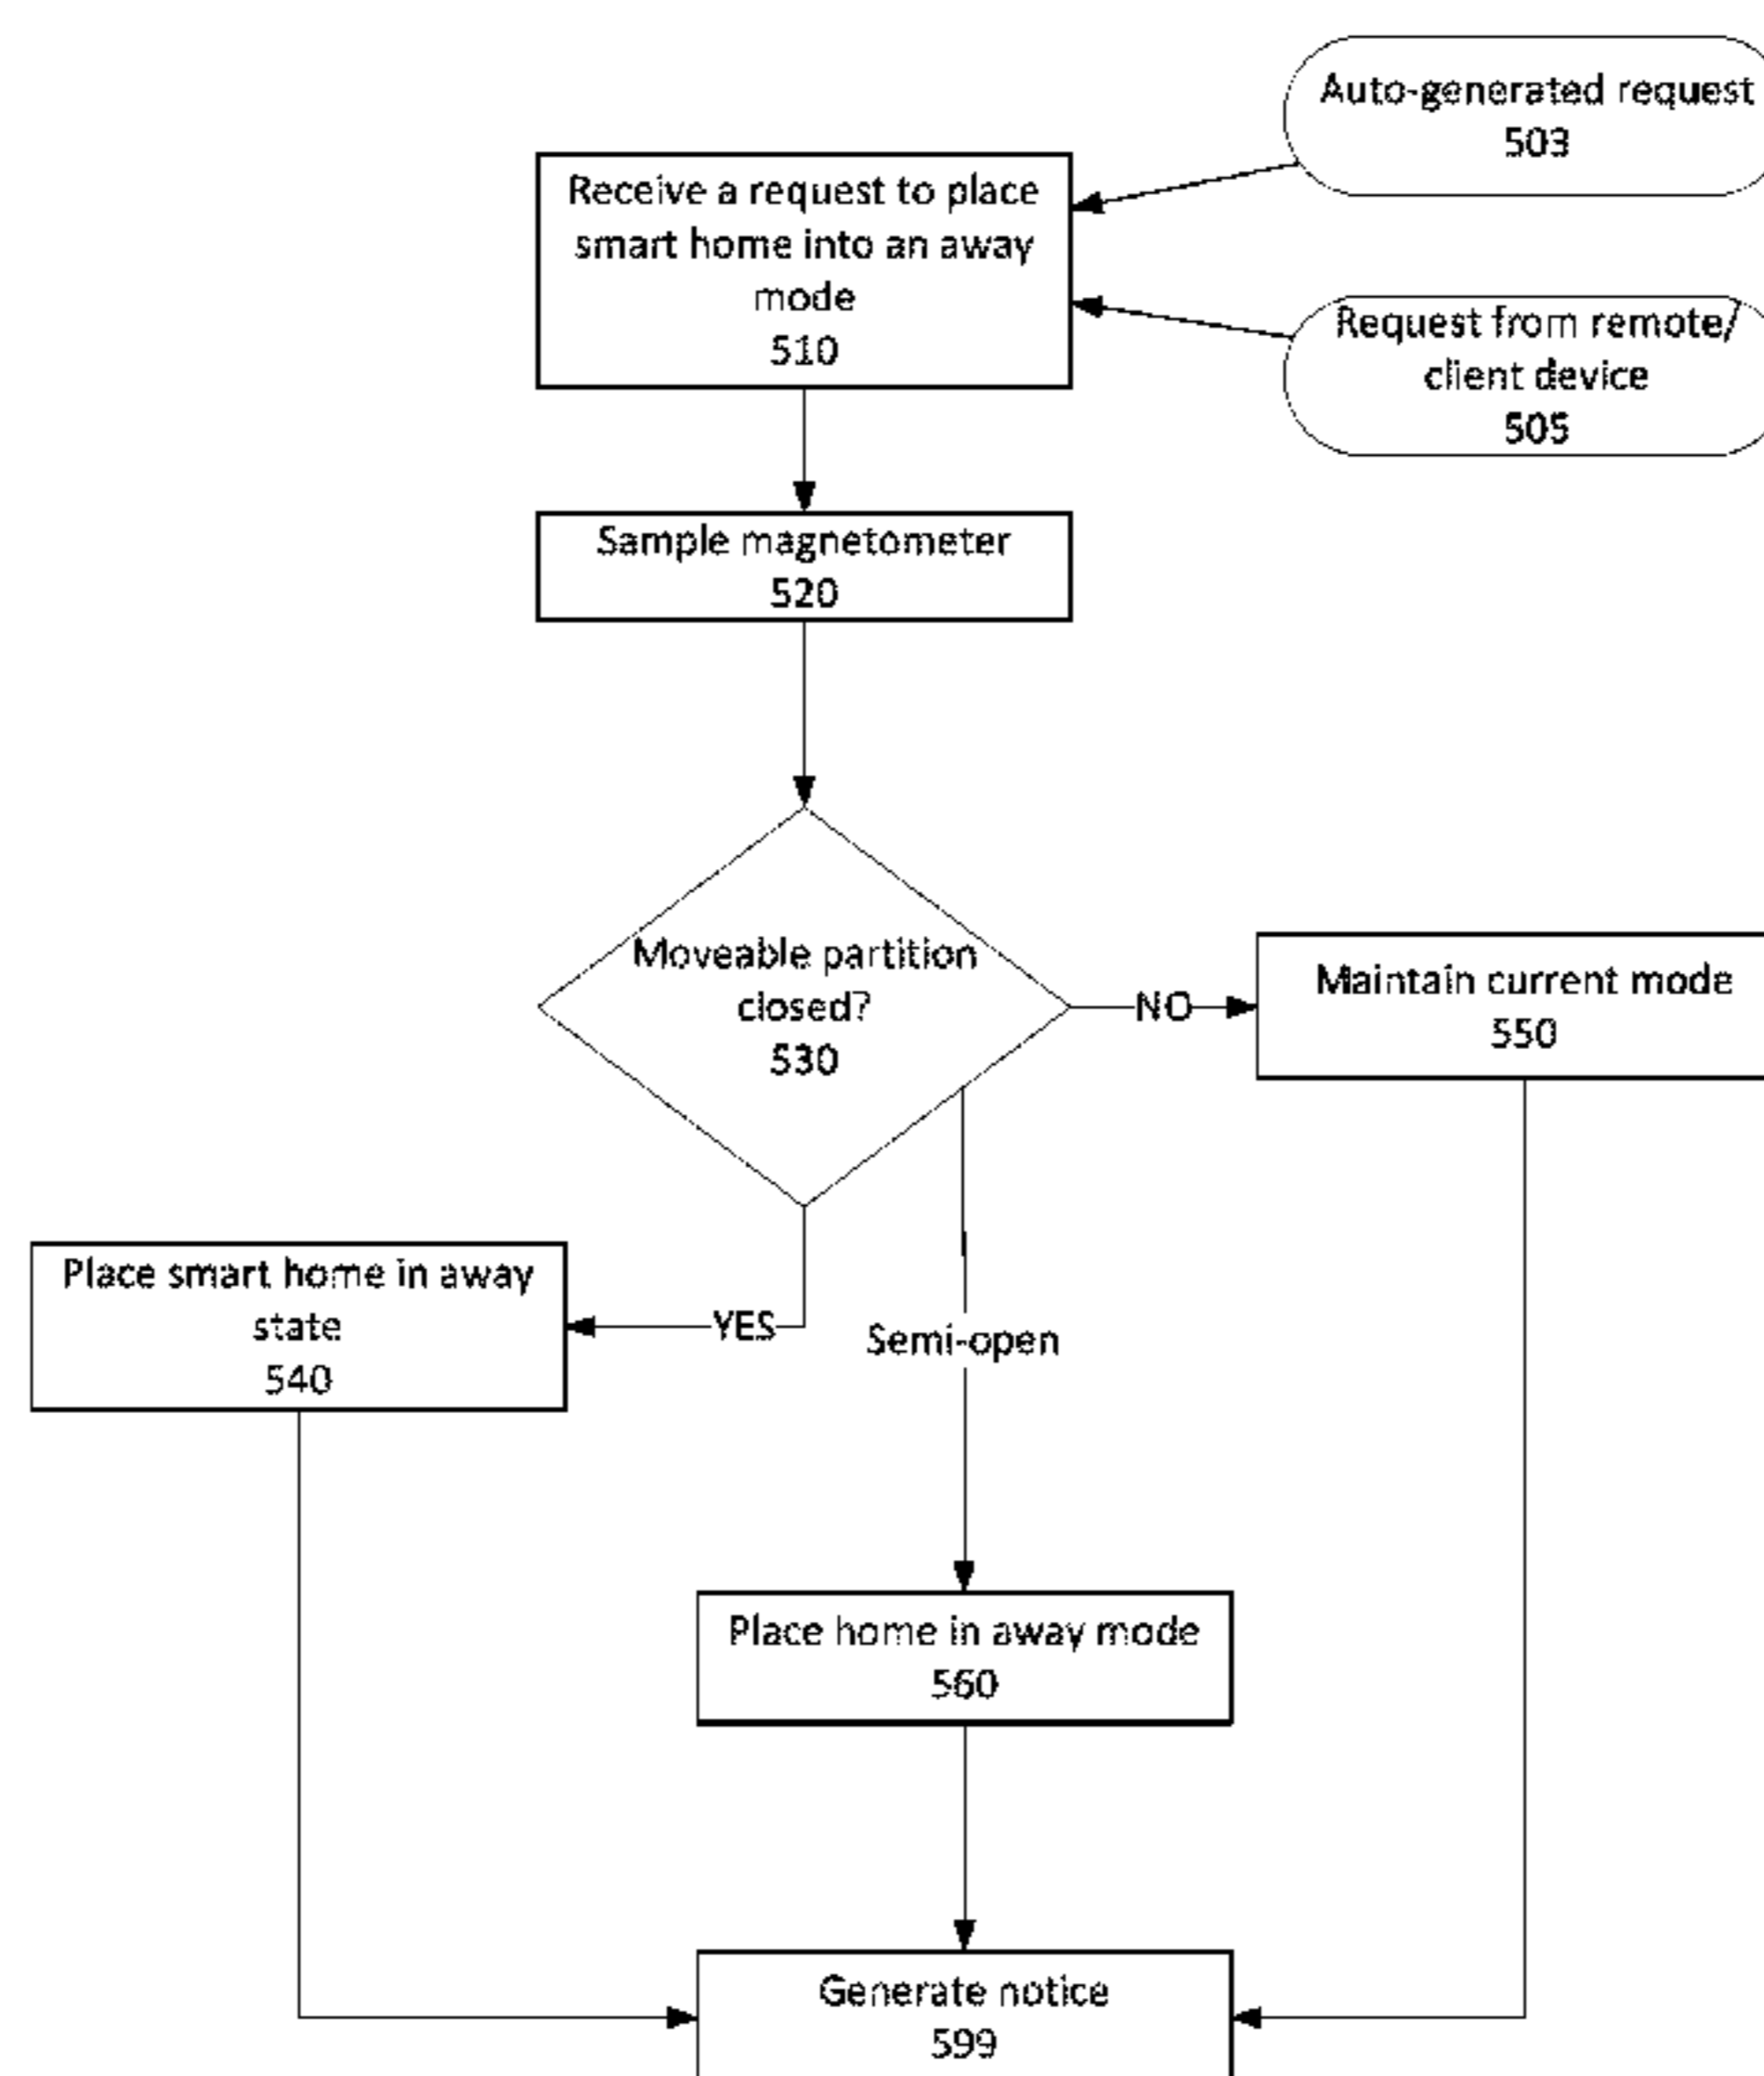 Auto-generated request
503
Receive a request to place
smart home into an away
mode
510
Request from remote/
client device
505
Sample magnetometer
520
Moveable partition
closed?
530
NO
Maintain current mode
550
Place smart home in away
state
540
YES
Semi-open
Place home in away mode
560
Generate notice
599